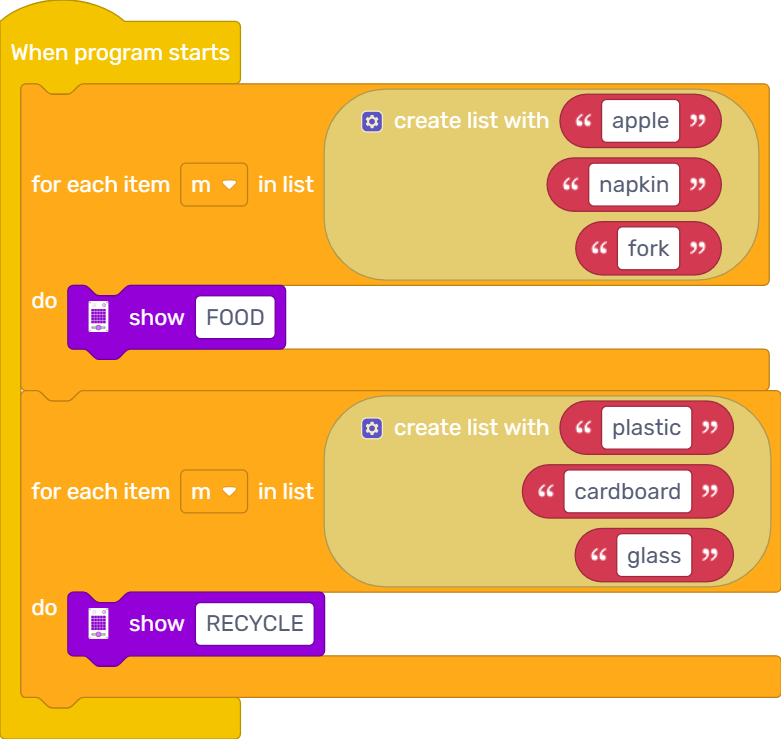 When program starts
for each item m in list create list with “ apple ”
“ napkin ”
“ fork ”
do show FOOD
for each item m in list create list with “ plastic ”
“ cardboard ”
“ glass ”
do show RECYCLE